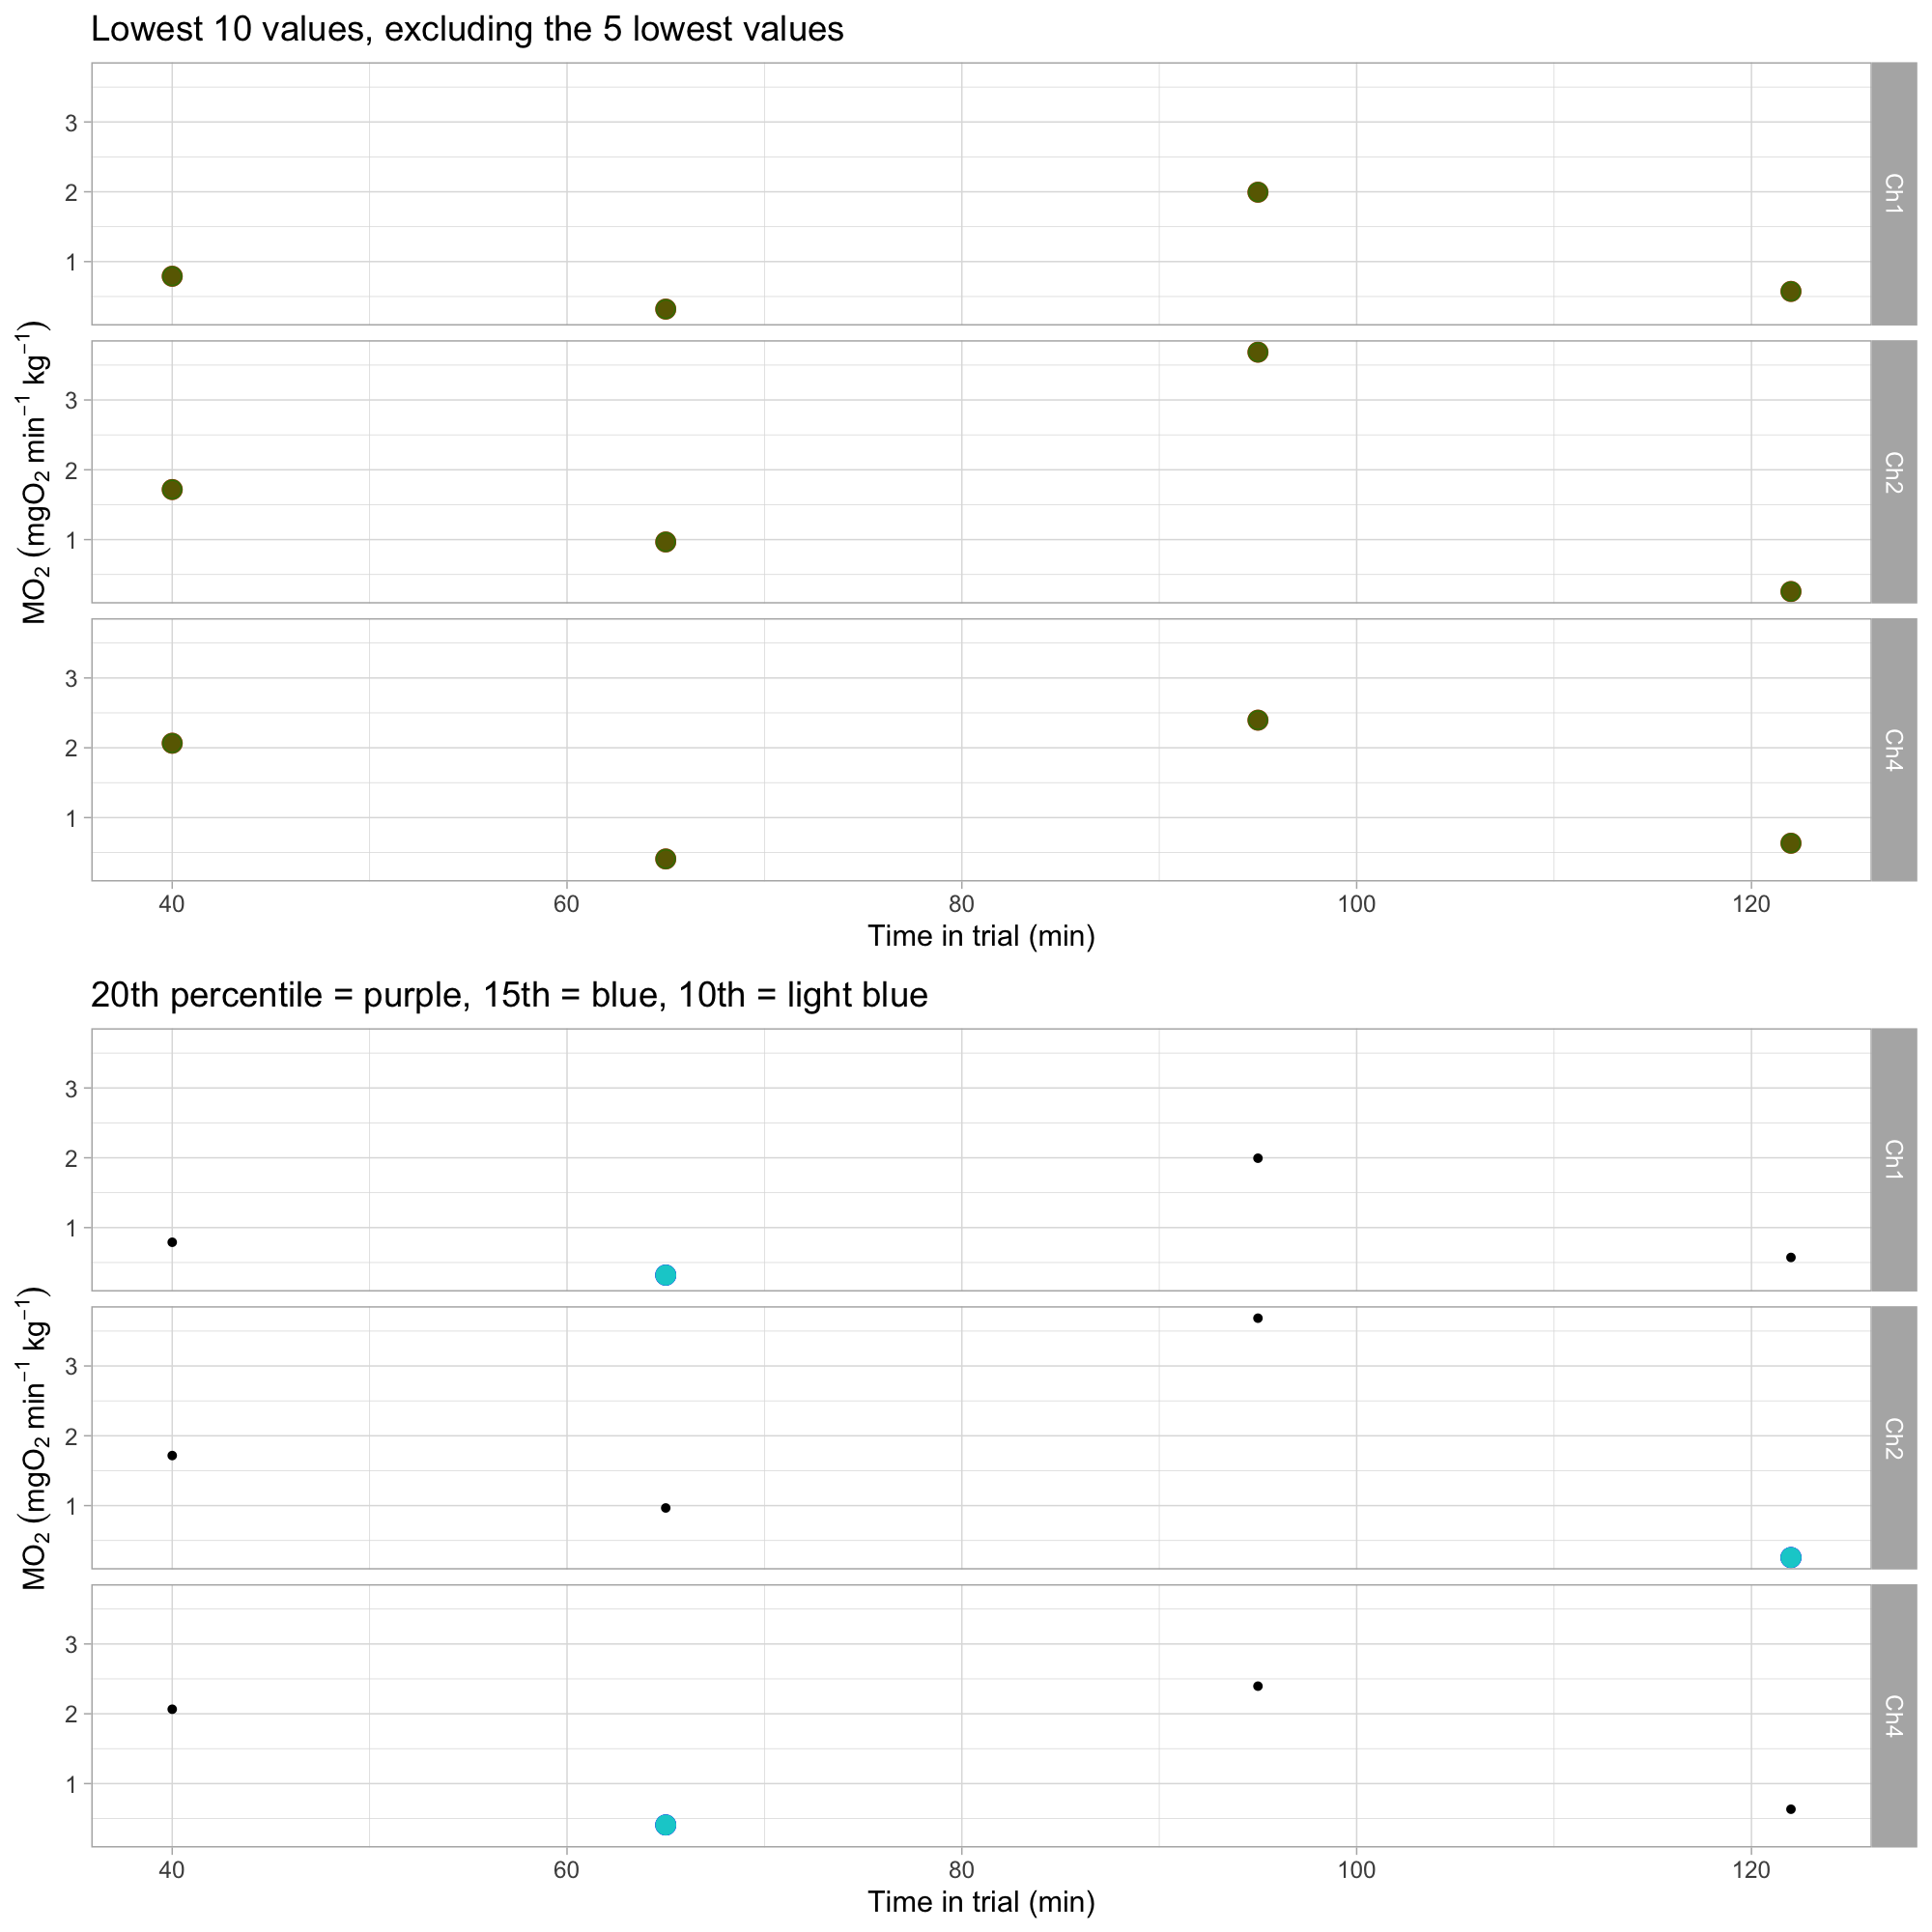 Lowest 10 values, excluding the 5 lowest values
MO₂ (mgO₂ min⁻¹ kg⁻¹)
3
2
1
Ch1
3
2
1
Ch2
3
2
1
Ch4
40 60 80 100 120
Time in trial (min)
20th percentile = purple, 15th = blue, 10th = light blue
MO₂ (mgO₂ min⁻¹ kg⁻¹)
3
2
1
Ch1
3
2
1
Ch2
3
2
1
Ch4
40 60 80 100 120
Time in trial (min)